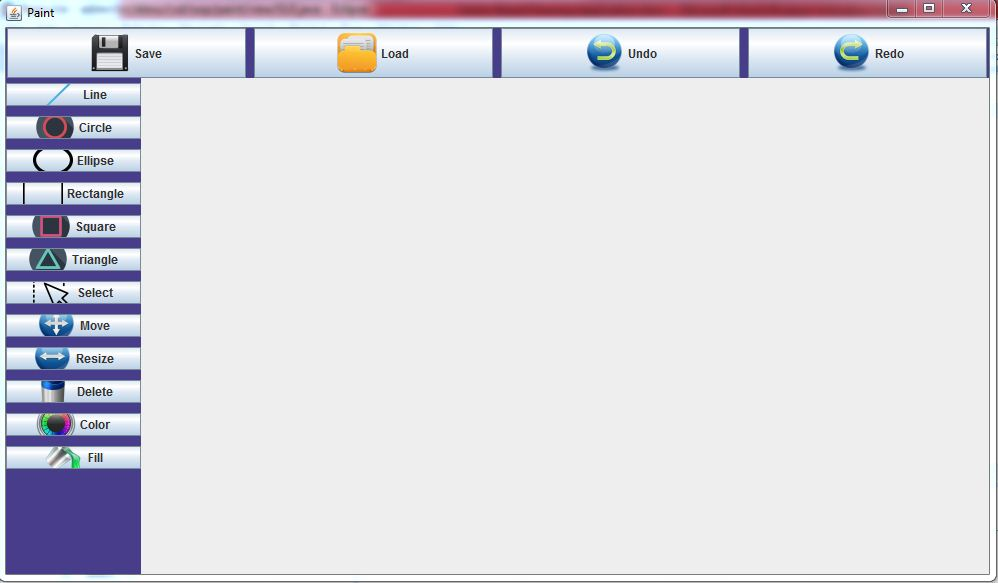 Paint
Save
Load
Undo
Redo
Line
Circle
Ellipse
Rectangle
Square
Triangle
Select
Move
Resize
Delete
Color
Fill